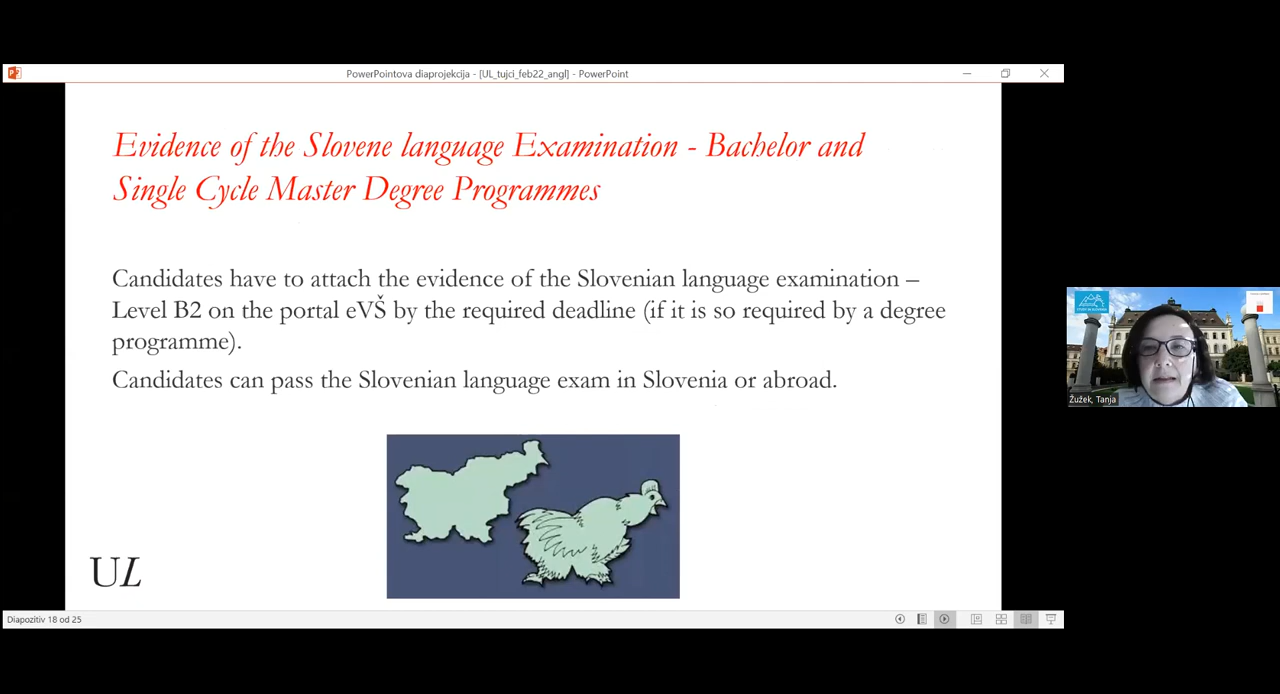 PowerPointova diaprojekcija - [UL_tujci_feb22_angl] - PowerPoint
Evidence of the Slovene language Examination - Bachelor and
Single Cycle Master Degree Programmes
Candidates have to attach the evidence of the Slovenian language examination –
Level B2 on the portal eVŠ by the required deadline (if it is so required by a degree
programme).
Candidates can pass the Slovenian language exam in Slovenia or abroad.
UL
Diapozitiv 18 od 25
Žužek, Tanja